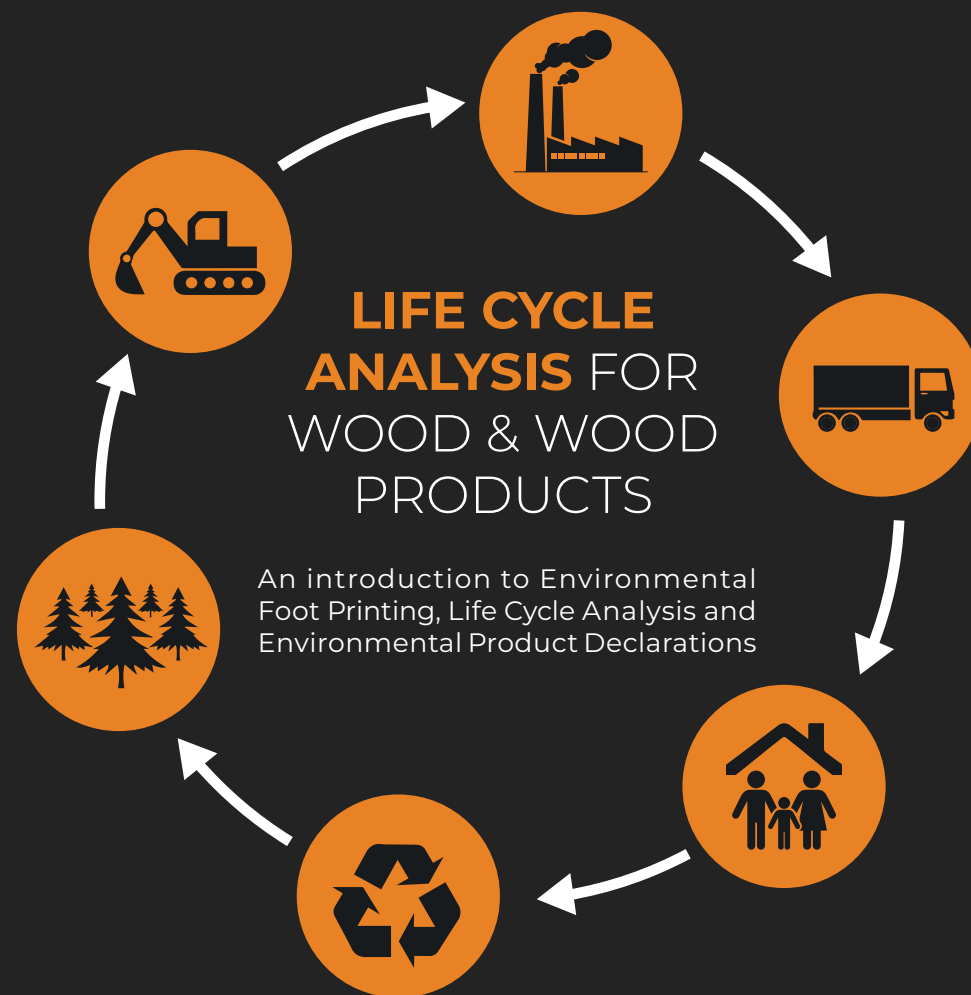 LIFE CYCLE
ANALYSIS FOR
WOOD & WOOD
PRODUCTS
An introduction to Environmental
Foot Printing, Life Cycle Analysis and
Environmental Product Declarations